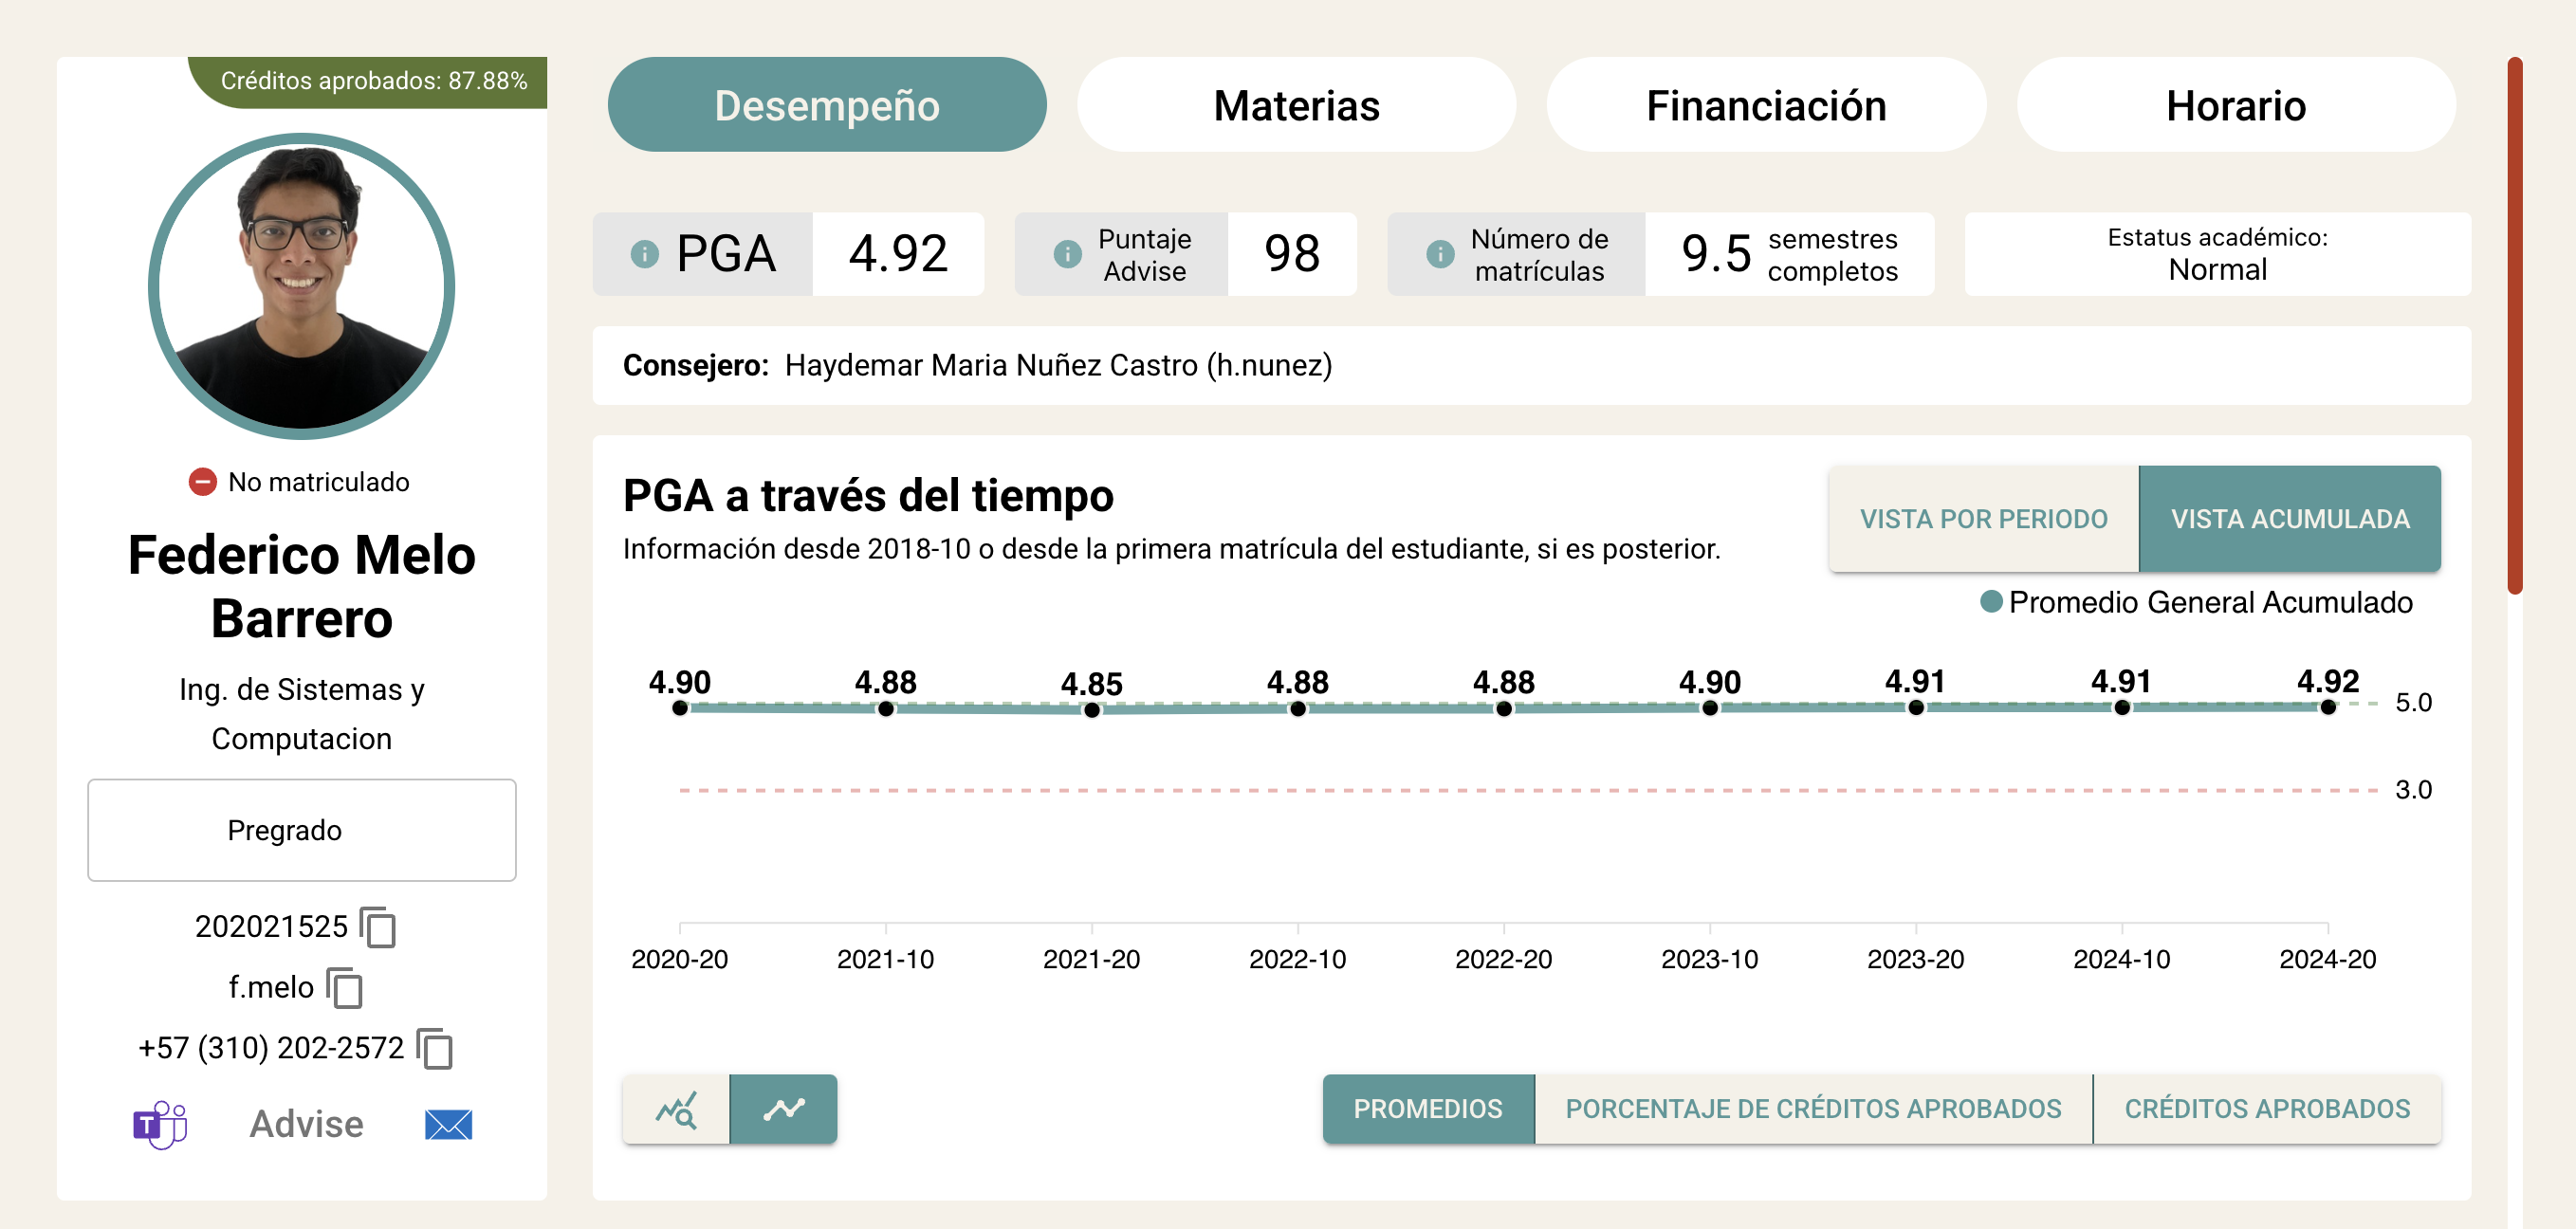 Créditos aprobados: 87.88%
No matriculado
Federico Melo
Barrero
Ing. de Sistemas y
Computacion
Pregrado
202021525
f.melo
+57 (310) 202-2572
T
Advise
Desempeño
Materias
Financiación
Horario
PGA
4.92
Puntaje
Advise
98
Número de
matrículas
9.5
semestres
completos
Estatus académico:
Normal
Consejero: Haydemar Maria Nuñez Castro (h.nunez)
PGA a través del tiempo
Información desde 2018-10 o desde la primera matrícula del estudiante, si es posterior.
VISTA POR PERIODO
VISTA ACUMULADA
Promedio General Acumulado
4.90 4.88 4.85 4.88 4.88 4.90 4.91 4.91 4.92
5.0
3.0
2020-20 2021-10 2021-20 2022-10 2022-20 2023-10 2023-20 2024-10 2024-20
PROMEDIOS
PORCENTAJE DE CRÉDITOS APROBADOS
CRÉDITOS APROBADOS